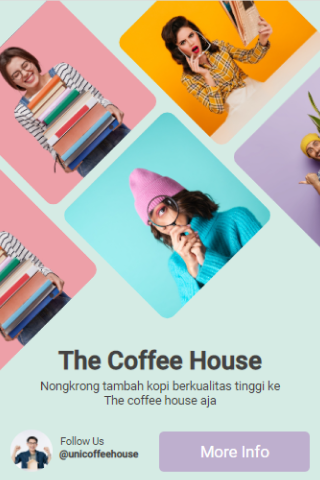 The Coffee House
Nongkrong tambah kopi berkualitas tinggi ke
The coffee house aja
Follow Us
@unicoffeehouse
More Info